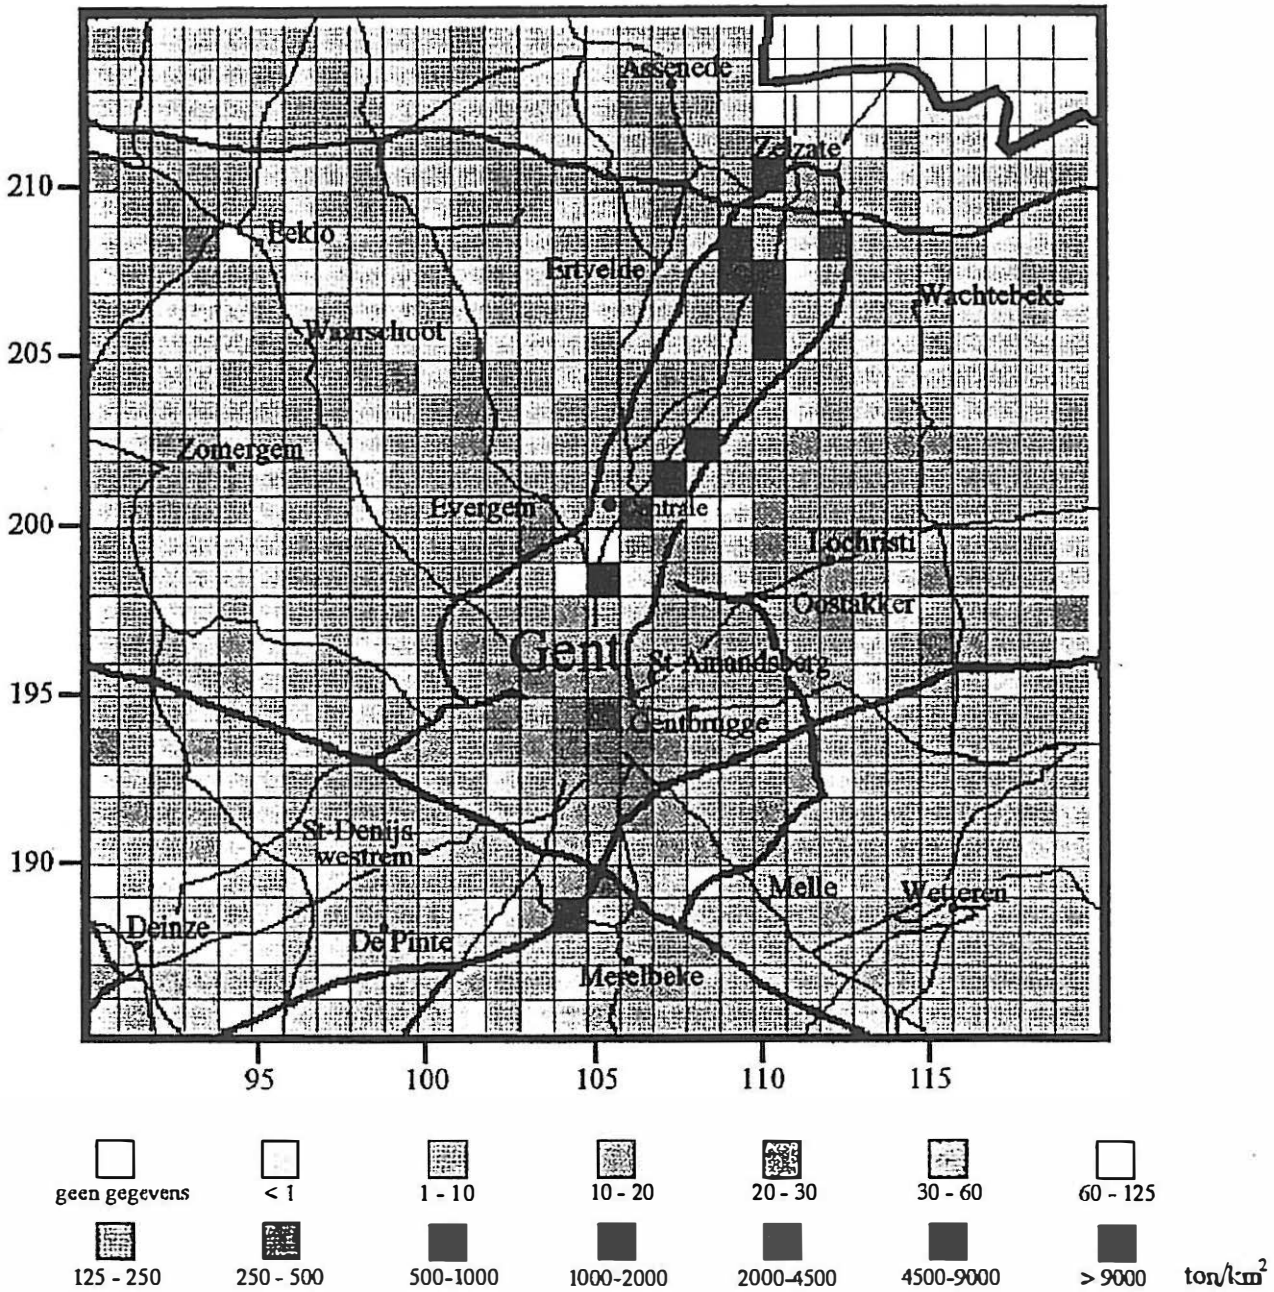 Assenede
Zelzate
210
Eeklo
Ertvelde
Wachtebeke
Waarschoot
205
Zomergem
Evergem
200
Lochristi
Oostakker
Gent
St-Amandsberg
195
Gentbrugge
St-Denijs
westrem
190
Melle
Wetteren
Deinze
De Pinte
Merelbeke
95 100 105 110 115
geen gegevens < 1 1 - 10 10 - 20 20 - 30 30 - 60 60 - 125
125 - 250 250 - 500 500-1000 1000-2000 2000-4500 4500-9000 > 9000 ton/km²